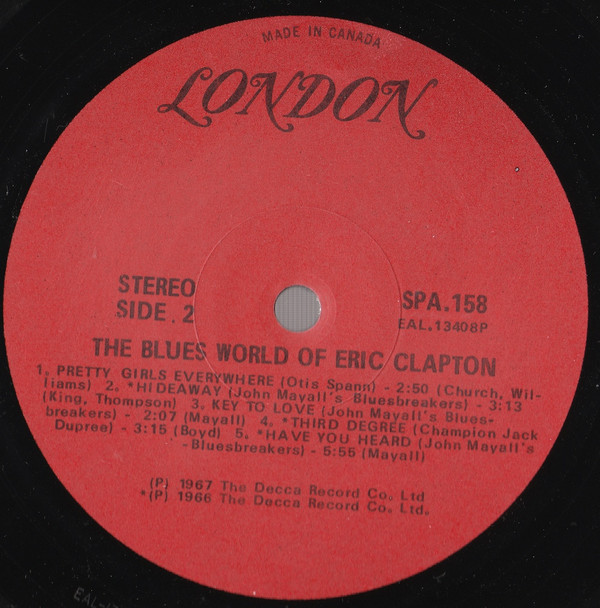 MADE IN CANADA
LONDON
STEREO
SIDE.2
SPA.158
EAL.13408P
THE BLUES WORLD OF ERIC CLAPTON
1. PRETTY GIRLS EVERYWHERE (Otis Spann) - 2:50 (Church, Wil-
liams) 2. *HIDEAWAY (John Mayall's Bluesbreakers) - 3:13
(King, Thompson) 3. KEY TO LOVE (John Mayall's Blues-
breakers) - 2:07 (Mayall) 4. *THIRD DEGREE (Champion Jack
Dupree) - 3:15 (Boyd) 5. *HAVE YOU HEARD (John Mayall's
-Bluesbreakers) - 5:55 (Mayall)
(P) 1967 The Decca Record Co. Ltd
*(P) 1966 The Decca Record Co. Ltd.